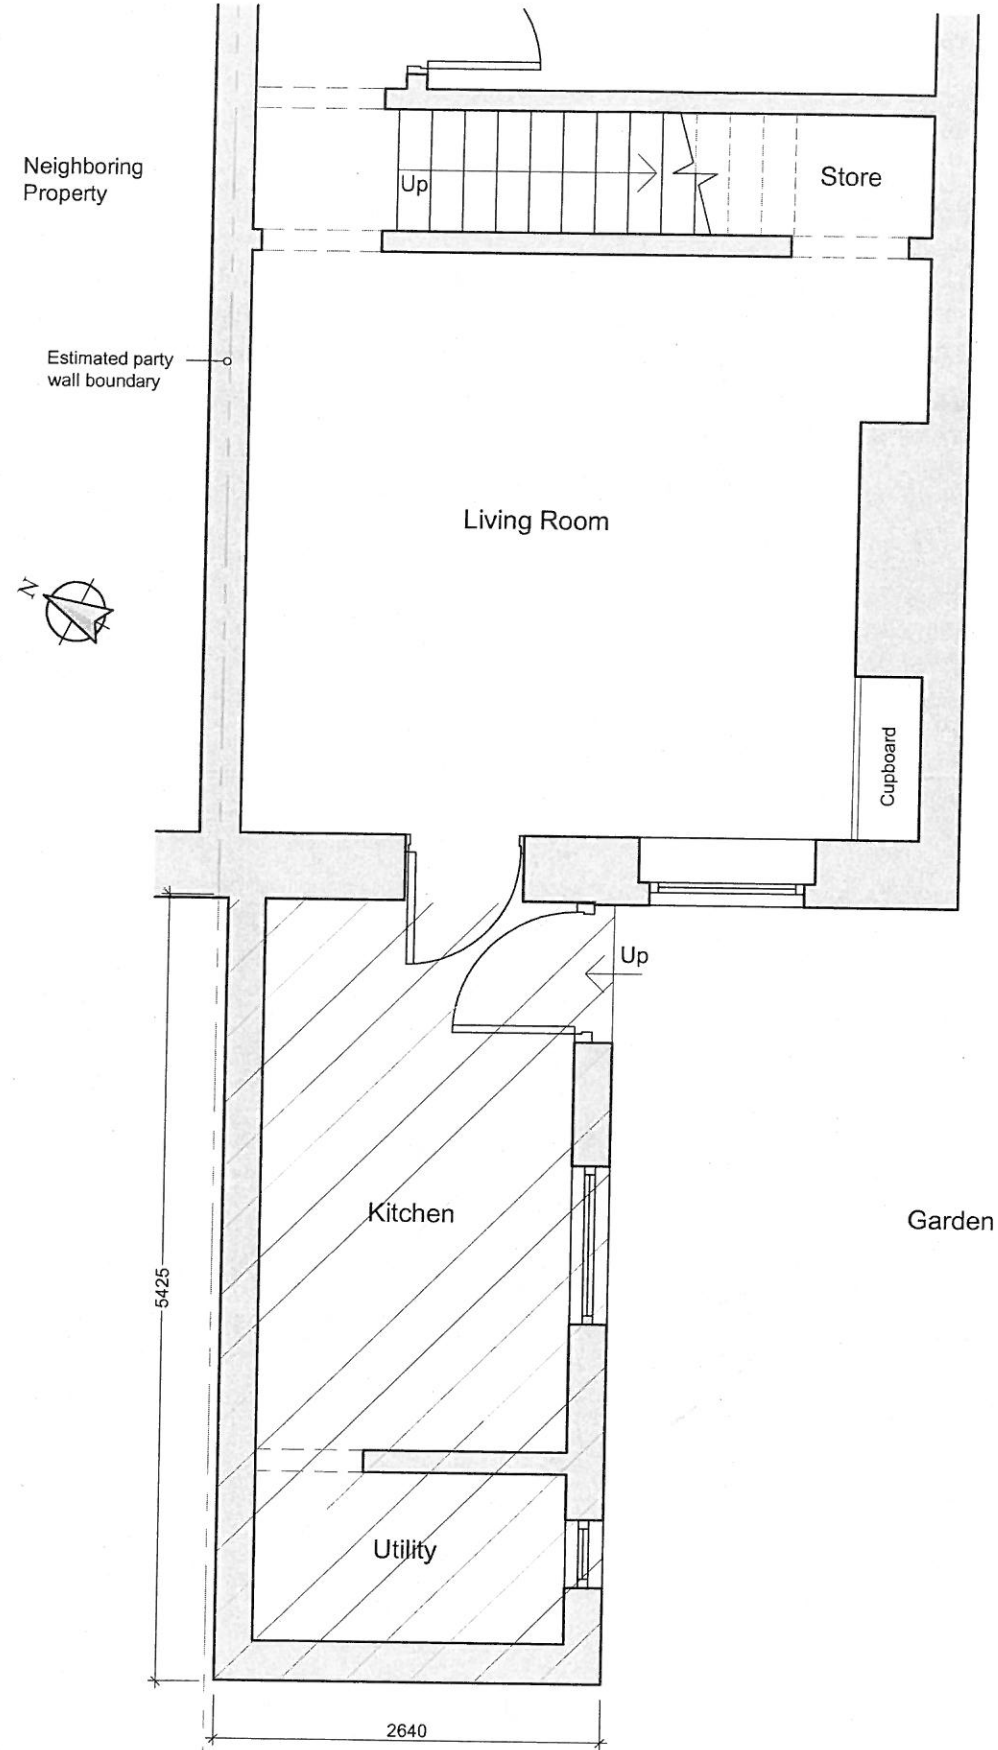 Up
Store
Neighboring
Property
Estimated party
wall boundary
Living Room
N
Cupboard
Up
Kitchen
Garden
5425
Utility
2640